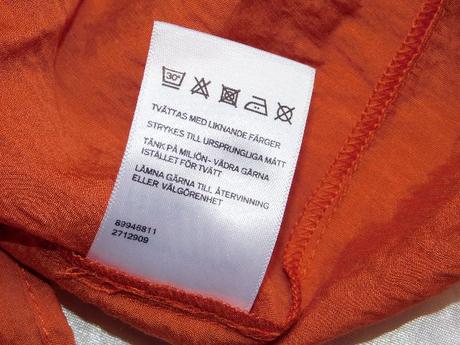 30°
TVÄTTAS MED LIKNANDE FÄRGER
STRYKES TILL URSPRUNGLIGA MÅTT
TÄNK PÅ MILJÖN- VÄDRA GÄRNA
ISTÄLLET FÖR TVÄTT
LÄMNA GÄRNA TILL ÅTERVINNING
ELLER VÄLGÖRENHET
89946811
2712909